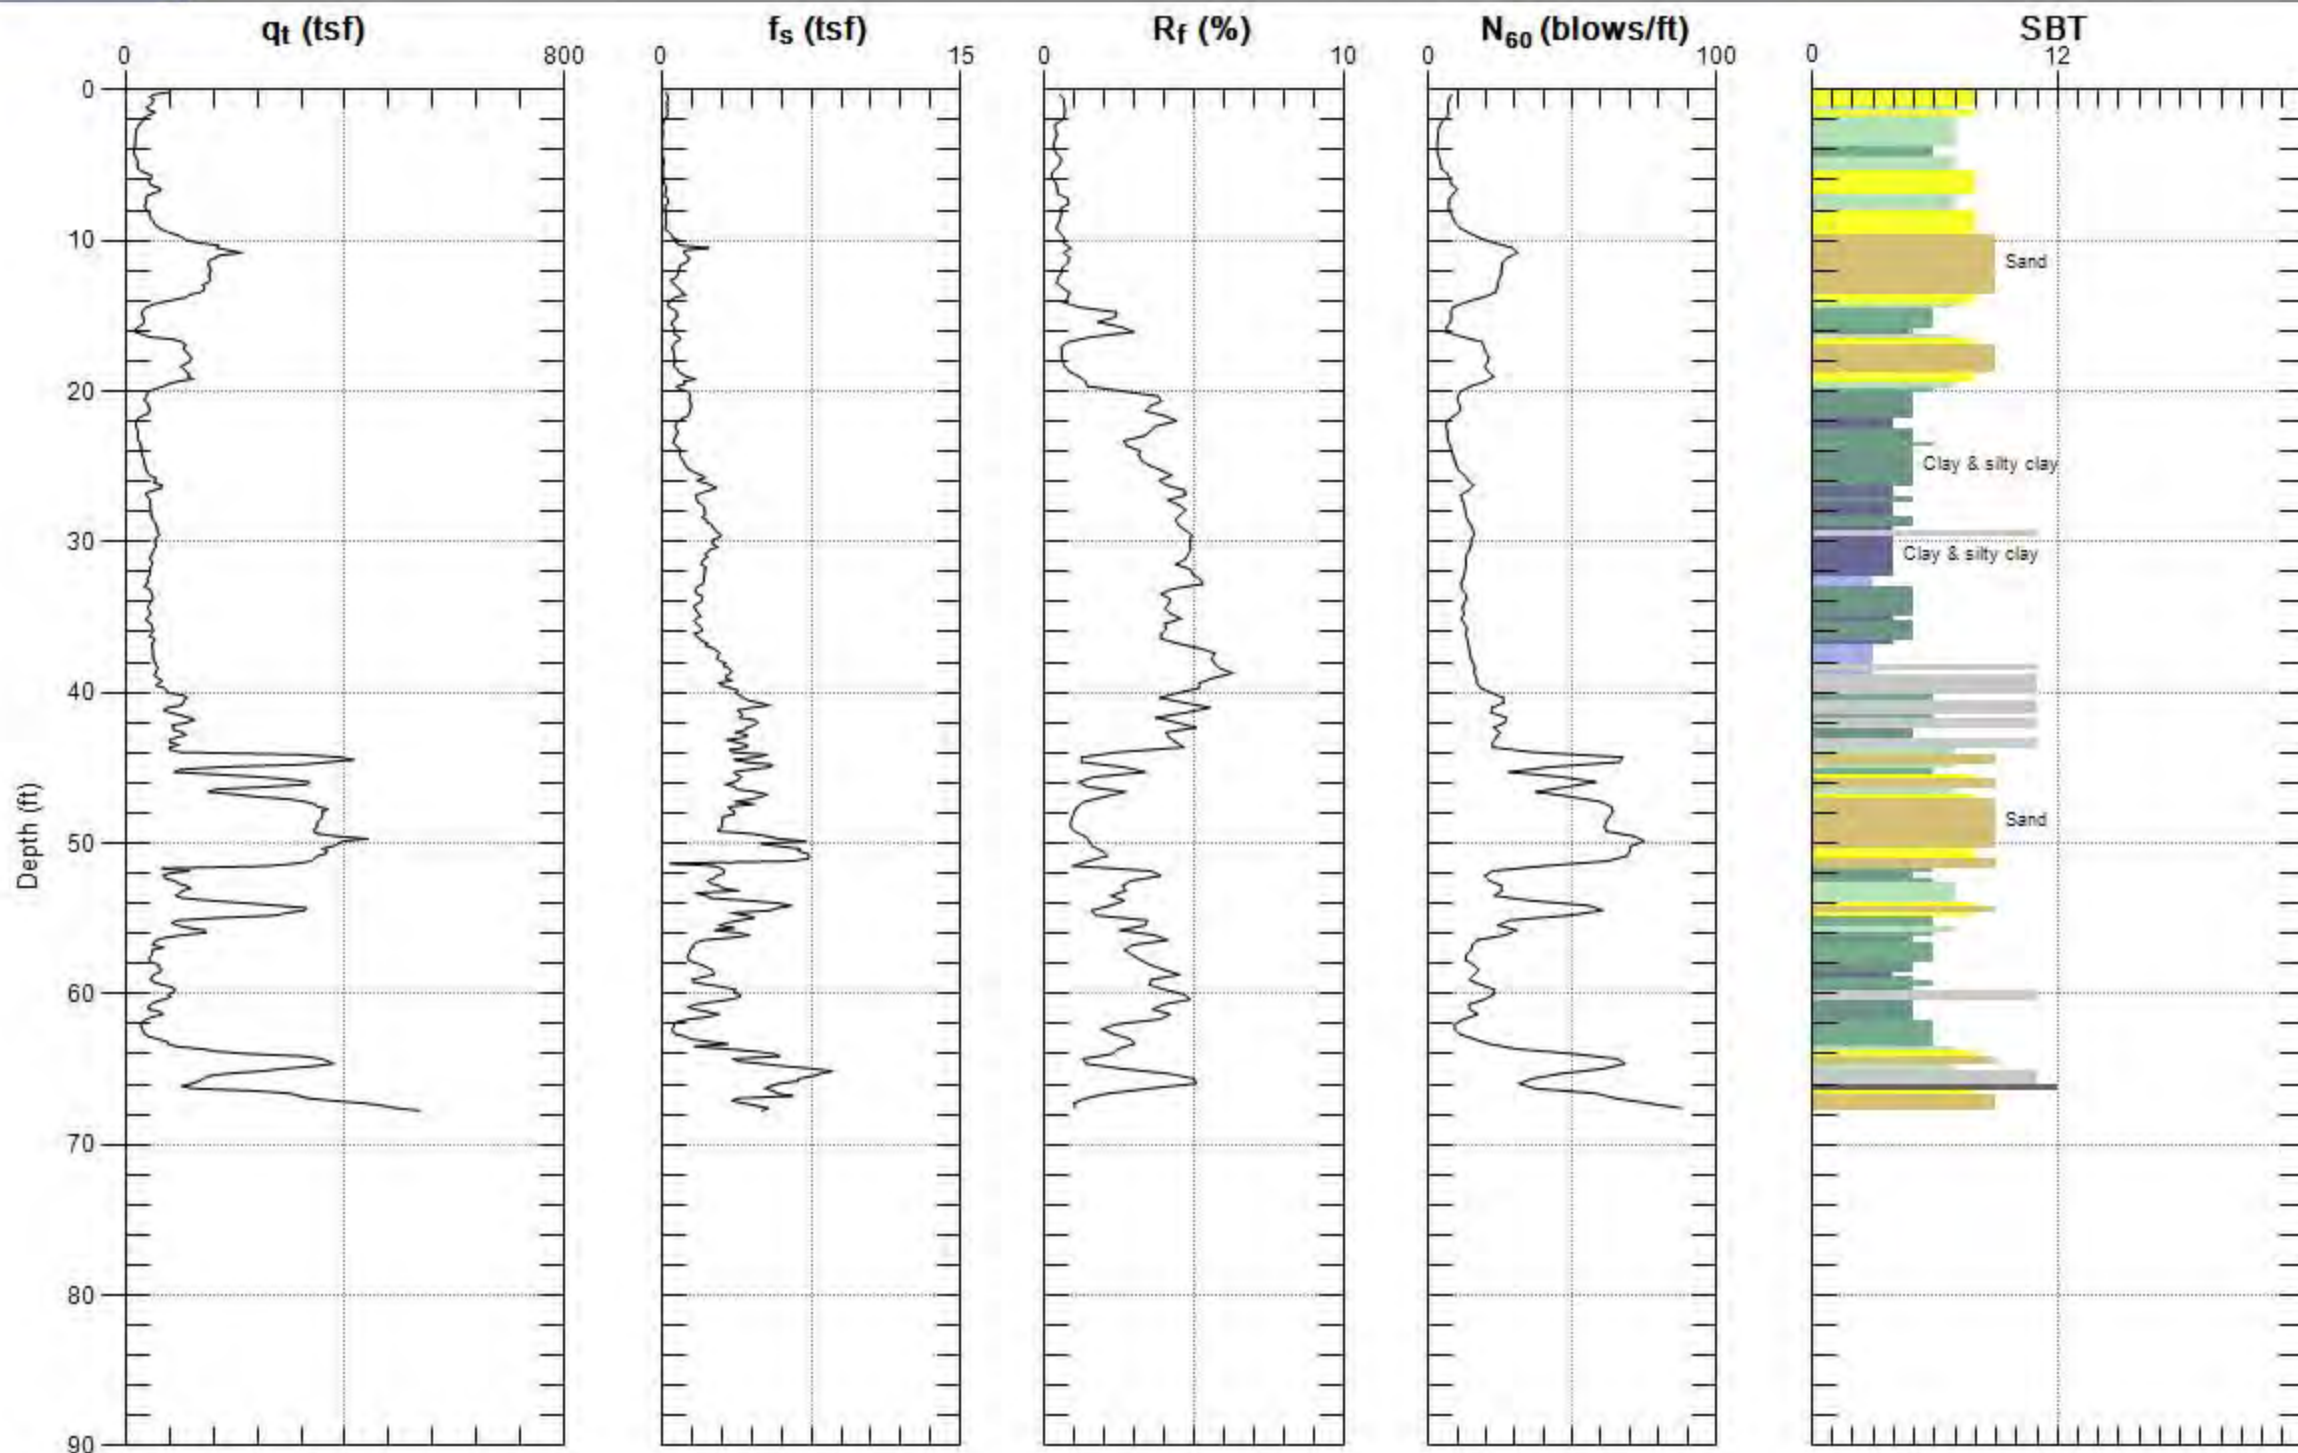 qt (tsf) fs (tsf) Rf (%) N60 (blows/ft) SBT
0 800 0 15 0 10 0 100 0 12
0
10
Sand
20
Clay & silty clay
30
Clay & silty clay
40
Depth (ft)
Sand
50
60
70
80
90